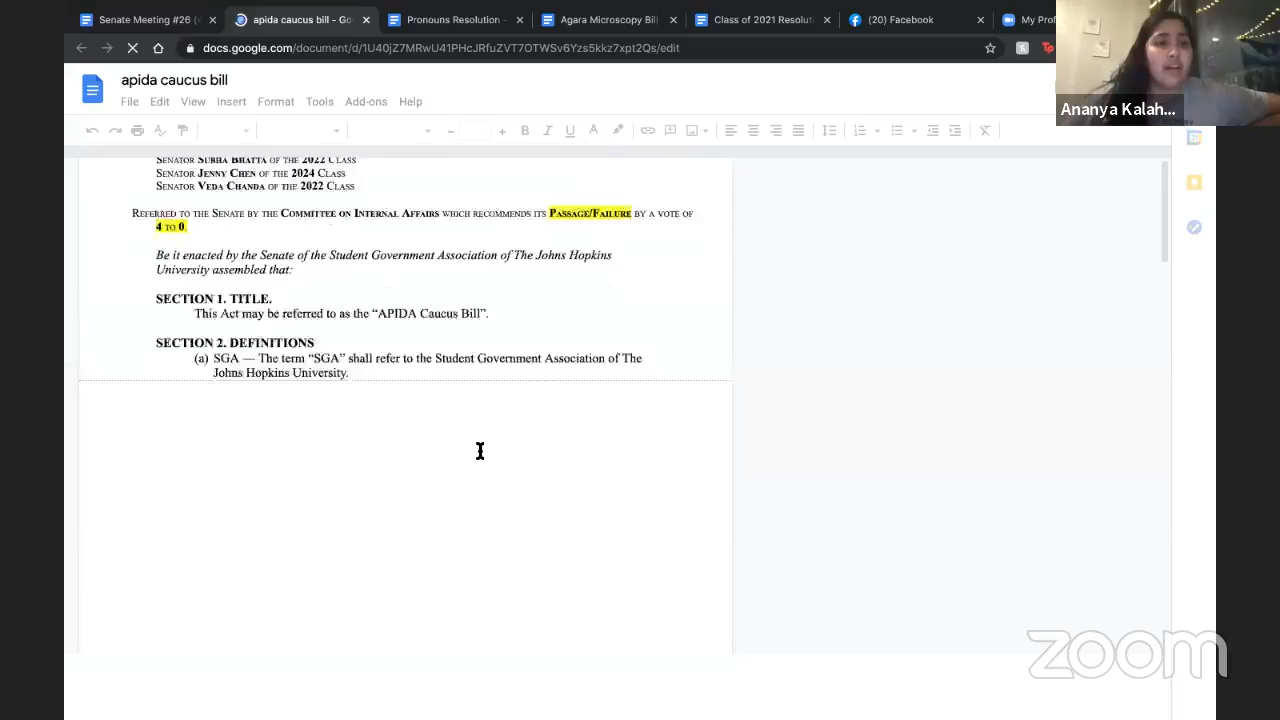 Senate Meeting #26 (4
apida caucus bill - Go
Pronouns Resolution -
Agara Microscopy Bil
Class of 2021 Resolut
(20) Facebook
My Prof
docs.google.com/document/d/1U40jZ7MRwU41PHcJRfuZVT7OTWSv6Yzs5kkz7xpt2Qs/edit
apida caucus bill
File Edit View Insert Format Tools Add-ons Help
Ananya Kalah...
SENATOR SUBHA BHATTA OF THE 2022 CLASS
SENATOR JENNY CHEN OF THE 2024 CLASS
SENATOR VEDA CHANDA OF THE 2022 CLASS
REFERRED TO THE SENATE BY THE COMMITTEE ON INTERNAL AFFAIRS WHICH RECOMMENDS ITS PASSAGE/FAILURE BY A VOTE OF
4 TO 0.
Be it enacted by the Senate of the Student Government Association of The Johns Hopkins
University assembled that:
SECTION 1. TITLE.
This Act may be referred to as the “APIDA Caucus Bill”.
SECTION 2. DEFINITIONS
(a) SGA — The term “SGA” shall refer to the Student Government Association of The
Johns Hopkins University.
zoom